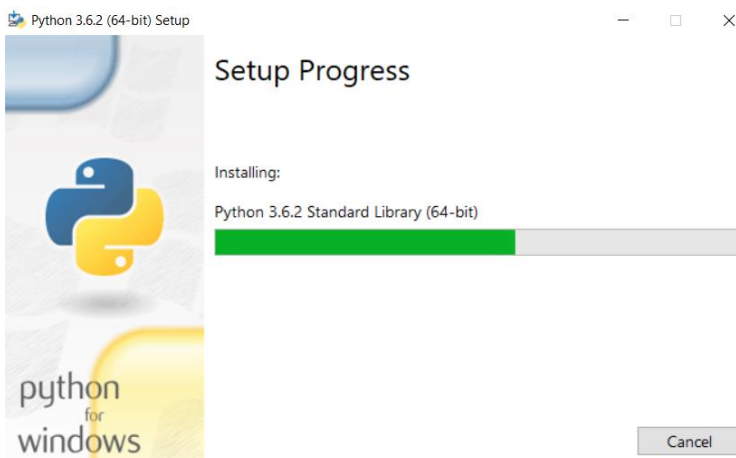 Python 3.6.2 (64-bit) Setup
Setup Progress
Installing:
Python 3.6.2 Standard Library (64-bit)
python
for
windows
Cancel